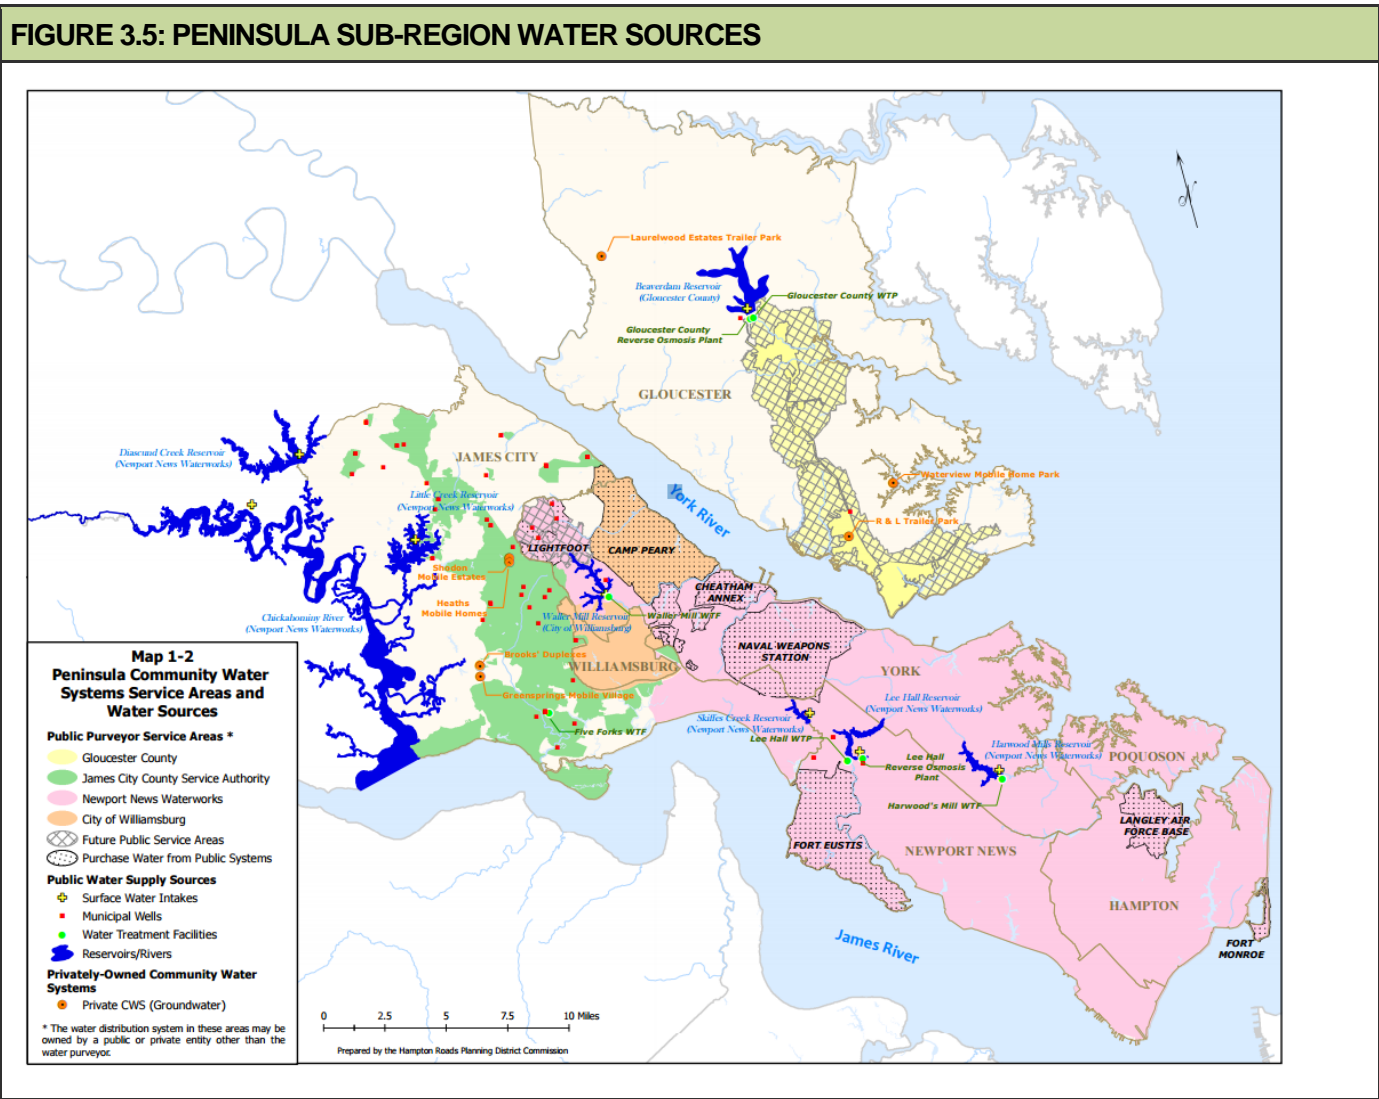 FIGURE 3.5: PENINSULA SUB-REGION WATER SOURCES
Laurelwood Estates Trailer Park
Beaverdam Reservoir
(Gloucester County)
Gloucester County WTP
Gloucester County
Reverse Osmosis Plant
GLOUCESTER
Diascund Creek Reservoir
(Newport News Waterworks)
JAMES CITY
Little Creek Reservoir
(Newport News Waterworks)
York River
Waterview Mobile Home Park
R & L Trailer Park
LIGHTFOOT
CAMP PEARY
Shodon
Mobile Estates
Heaths
Mobile Homes
CHEATHAM
ANNEX
Chickahominy River
(Newport News Waterworks)
Waller Mill Reservoir
(City of Williamsburg)
Waller Mill WTF
NAVAL WEAPONS
STATION
Brooks' Duplexes
WILLIAMSBURG
YORK
Greensprings Mobile Village
Lee Hall Reservoir
(Newport News Waterworks)
Skiffes Creek Reservoir
(Newport News Waterworks)
Five Forks WTF
Lee Hall WTP
Lee Hall
Reverse Osmosis
Plant
Harwood Mills Reservoir
(Newport News Waterworks)
POQUOSON
Harwood's Mill WTF
LANGLEY AIR
FORCE BASE
FORT EUSTIS
NEWPORT NEWS
HAMPTON
James River
FORT
MONROE
Map 1-2
Peninsula Community Water
Systems Service Areas and
Water Sources
Public Purveyor Service Areas *
Gloucester County
James City County Service Authority
Newport News Waterworks
City of Williamsburg
Future Public Service Areas
Purchase Water from Public Systems
Public Water Supply Sources
Surface Water Intakes
Municipal Wells
Water Treatment Facilities
Reservoirs/Rivers
Privately-Owned Community Water
Systems
Private CWS (Groundwater)
* The water distribution system in these areas may be
owned by a public or private entity other than the
water purveyor.
0 2.5 5 7.5 10 Miles
Prepared by the Hampton Roads Planning District Commission